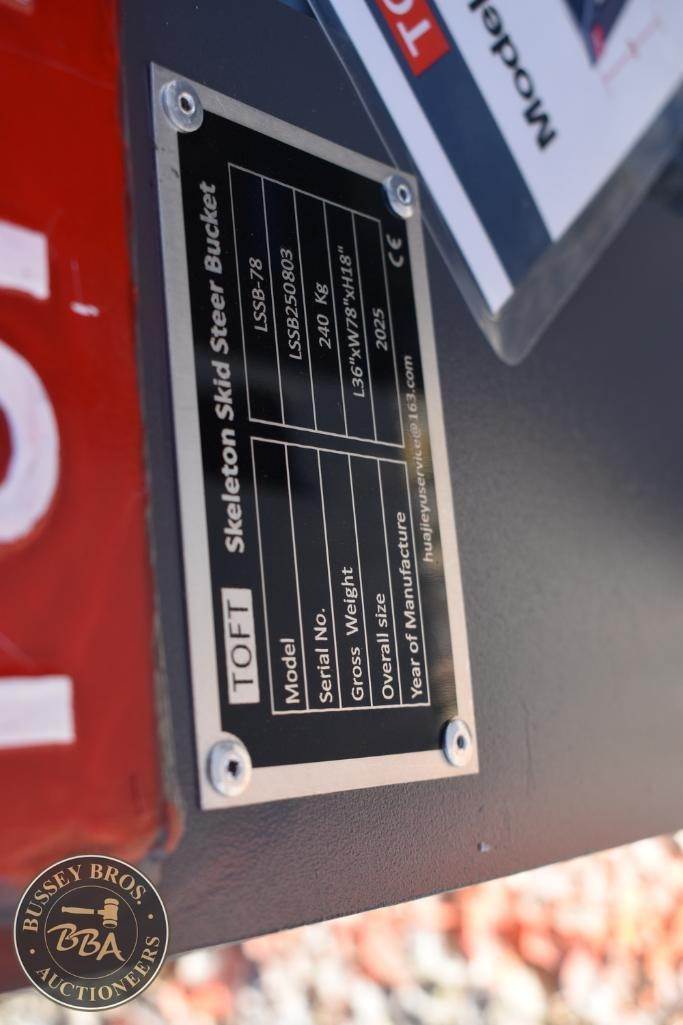 TOFT Skeleton Skid Steer Bucket
Model LSSB-78
Serial No. LSSB250803
Gross Weight 240 Kg
Overall size L36"xW78"xH18"
Year of Manufacture 2025
huajieyuservice@163.com CE
Model
BUSSEY BROS.
BBA
AUCTIONEERS